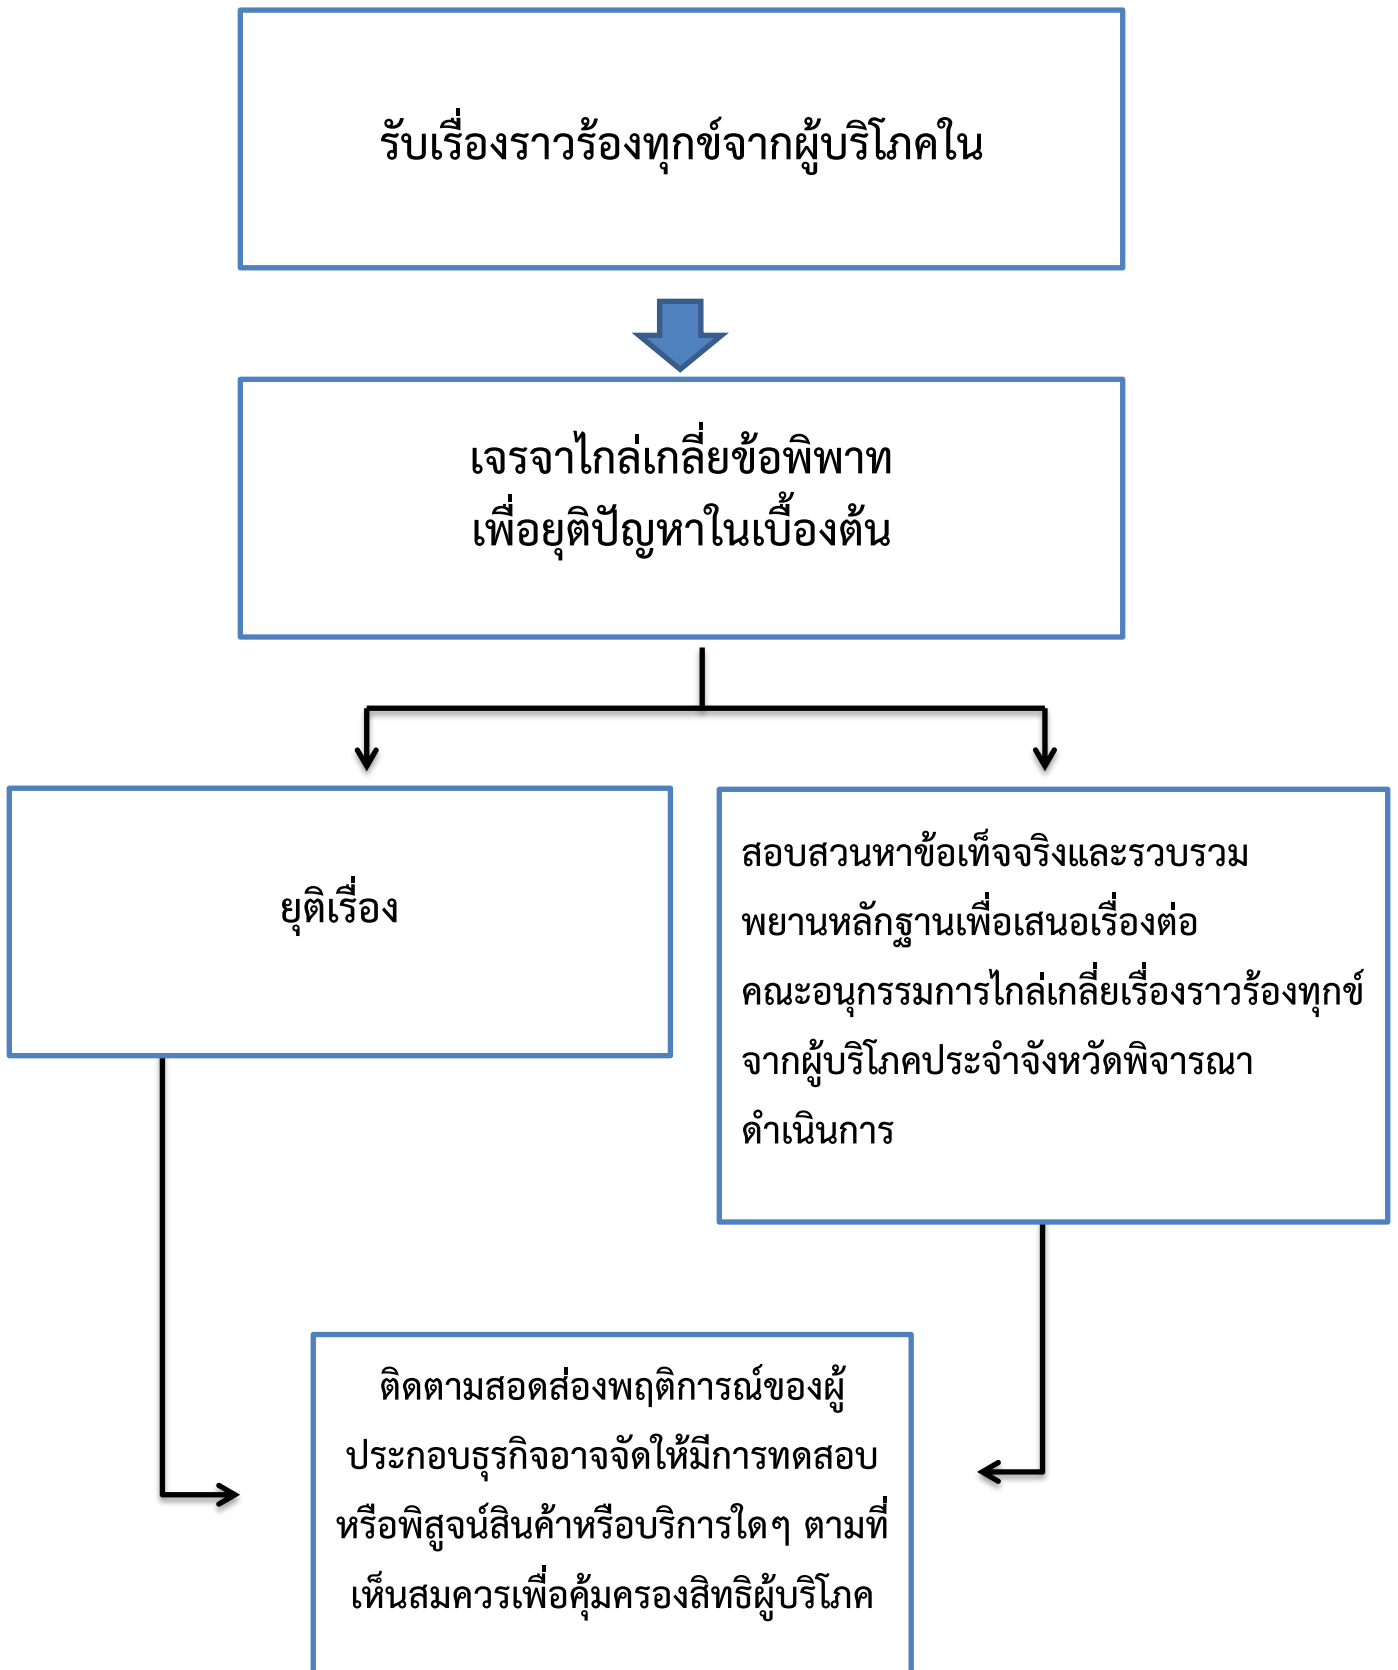 รับเรื่องราวร้องทุกข์จากผู้บริโภคใน
เจรจาไกล่เกลี่ยข้อพิพาท
เพื่อยุติปัญหาในเบื้องต้น
ยุติเรื่อง
สอบสวนหาข้อเท็จจริงและรวบรวม
พยานหลักฐานเพื่อเสนอเรื่องต่อ
คณะอนุกรรมการไกล่เกลี่ยเรื่องราวร้องทุกข์
จากผู้บริโภคประจำจังหวัดพิจารณา
ดำเนินการ
ติดตามสอดส่องพฤติการณ์ของผู้
ประกอบธุรกิจอาจจัดให้มีการทดสอบ
หรือพิสูจน์สินค้าหรือบริการใดๆ ตามที่
เห็นสมควรเพื่อคุ้มครองสิทธิผู้บริโภค